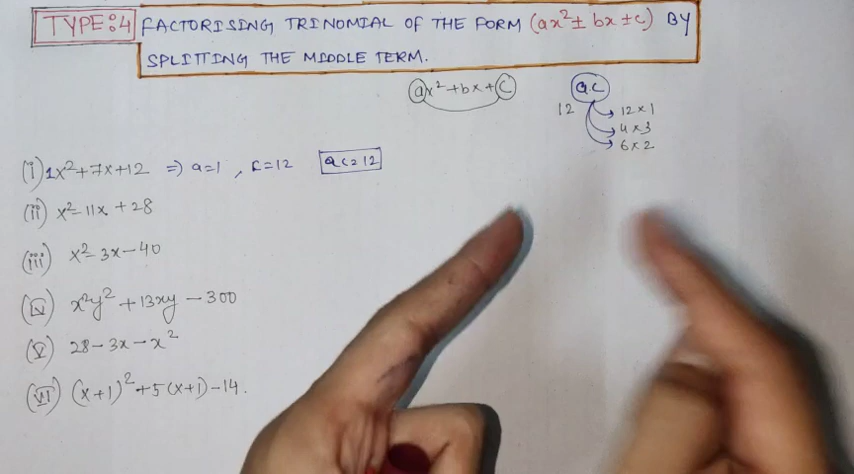 TYPE:4 FACTORISING TRINOMIAL OF THE FORM (ax²± bx ±c) BY
SPLITTING THE MIDDLE TERM.
ax²+bx+c
a.c
12
12×1
4×3
6×2
(i) 1x²+7x+12 ⇒ a=1 , c=12 ac=12
(ii) x²-11x +28
(iii) x²-3x-40
(iv) x²y² +13xy -300
(v) 28-3x-x²
(vi) (x+1)²+5(x+1)-14.